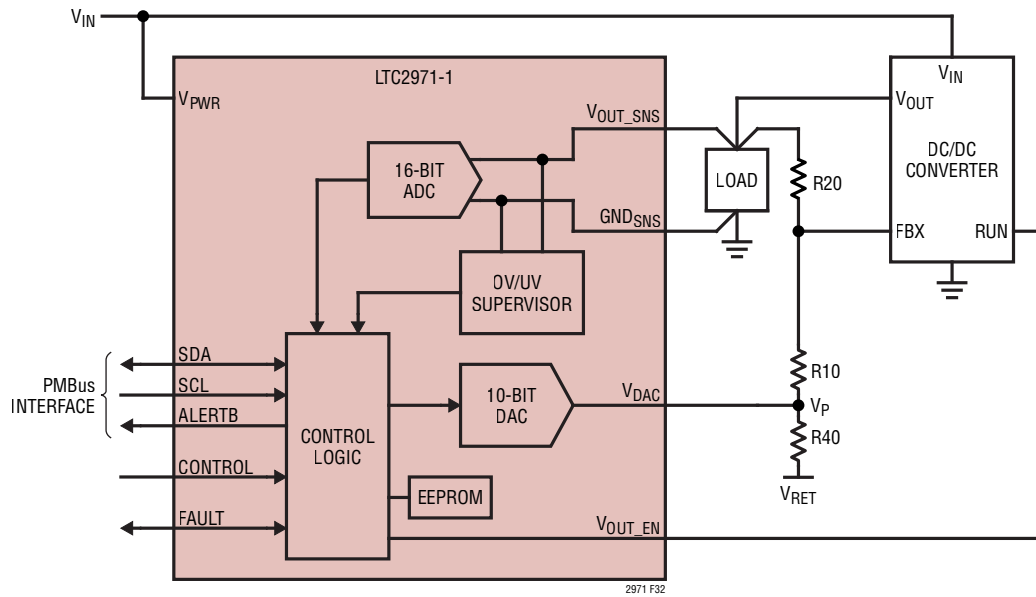 VIN
LTC2971-1
VPWR
VIN
VOUT
VOUT_SNS
DC/DC
CONVERTER
16-BIT
ADC
LOAD
R20
GNDSNS
FBX
RUN
OV/UV
SUPERVISOR
SDA
PMBus
INTERFACE
SCL
ALERTB
R10
10-BIT
DAC
VDAC
VP
CONTROL
LOGIC
R40
CONTROL
EEPROM
VRET
FAULT
VOUT_EN
2971 F32